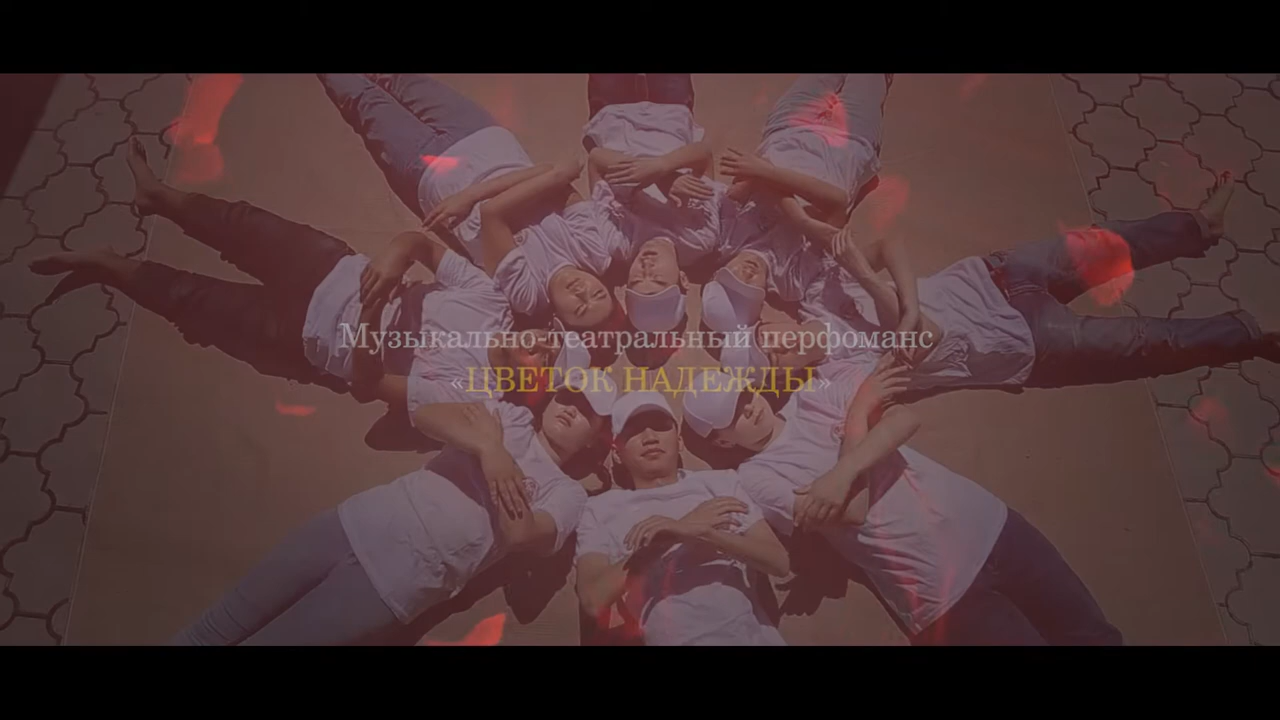 Музыкально-театральный перфоманс
«ЦВЕТОК НАДЕЖДЫ»